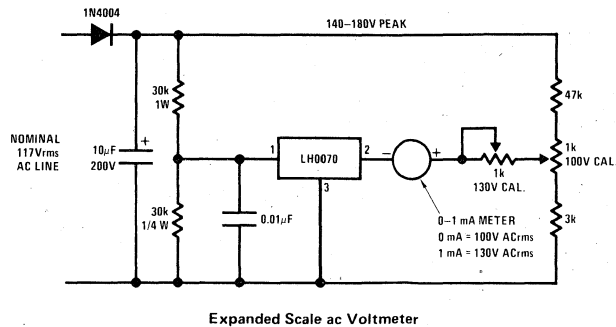 1N4004
140–180V PEAK
30k
1W
47k
NOMINAL
117Vrms
AC LINE
10μF
200V
+
1
LH0070
2
3
−
+
1k
130V CAL.
1k
100V CAL
30k
1/4 W
0.01μF
0–1 mA METER
0 mA = 100V ACrms
1 mA = 130V ACrms
3k
Expanded Scale ac Voltmeter